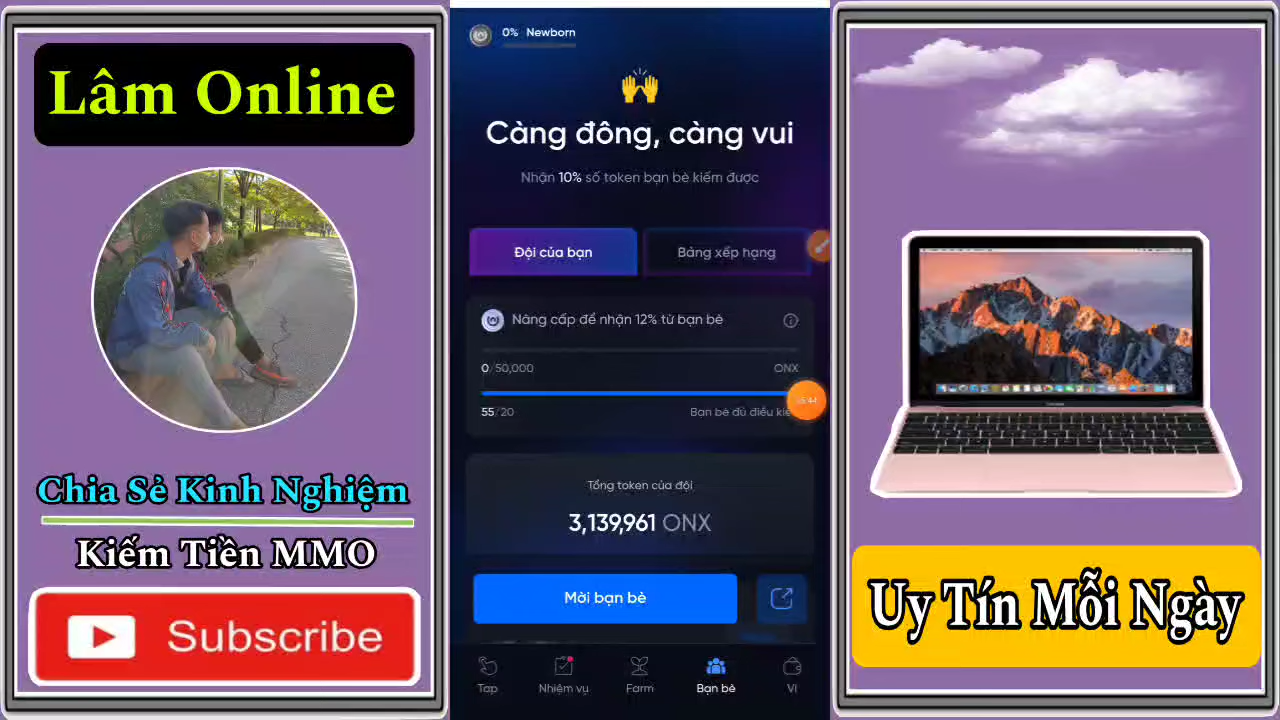 Lâm Online
Chia Sẻ Kinh Nghiệm
Kiếm Tiền MMO
Subscribe
0% Newborn
Càng đông, càng vui
Nhận 10% số token bạn bè kiếm được
Đội của bạn
Bảng xếp hạng
Nâng cấp để nhận 12% từ bạn bè
0/50,000 ONX
55/20 Bạn bè đủ điều kiệ
Tổng token của đội
3,139,961 ONX
Mời bạn bè
Tap
Nhiệm vụ
Farm
Bạn bè
Ví
Uy Tín Mỗi Ngày